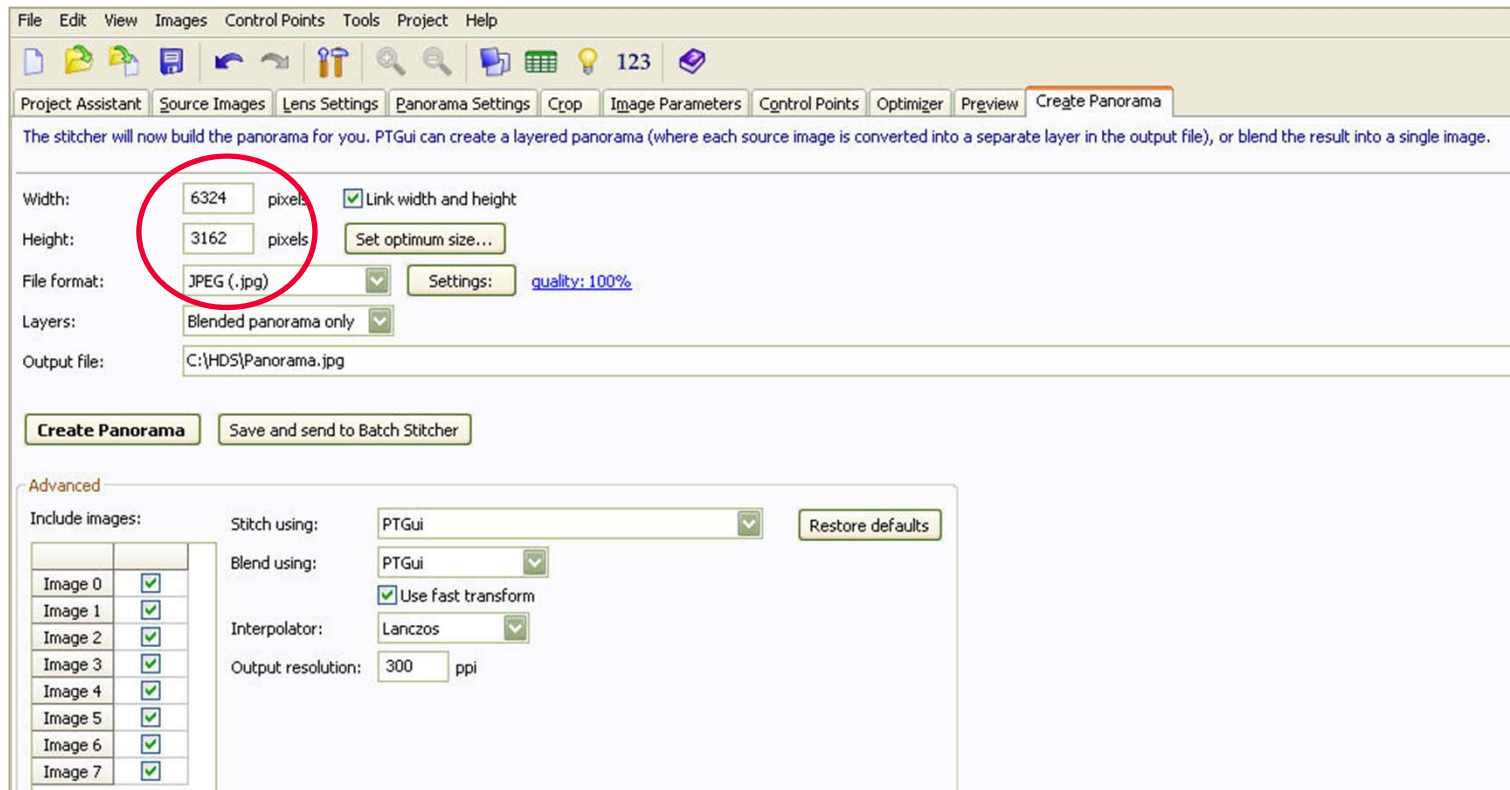 File Edit View Images Control Points Tools Project Help
123
Project Assistant Source Images Lens Settings Panorama Settings Crop Image Parameters Control Points Optimizer Preview Create Panorama
The stitcher will now build the panorama for you. PTGui can create a layered panorama (where each source image is converted into a separate layer in the output file), or blend the result into a single image.
Width: 6324 pixels Link width and height
Height: 3162 pixels Set optimum size...
File format: JPEG (.jpg) Settings: quality: 100%
Layers: Blended panorama only
Output file: C:\HDS\Panorama.jpg
Create Panorama Save and send to Batch Stitcher
Advanced
Include images: Stitch using: PTGui Restore defaults
Blend using: PTGui
Image 0
Use fast transform
Image 1
Image 2 Interpolator: Lanczos
Image 3 Output resolution: 300 ppi
Image 4
Image 5
Image 6
Image 7